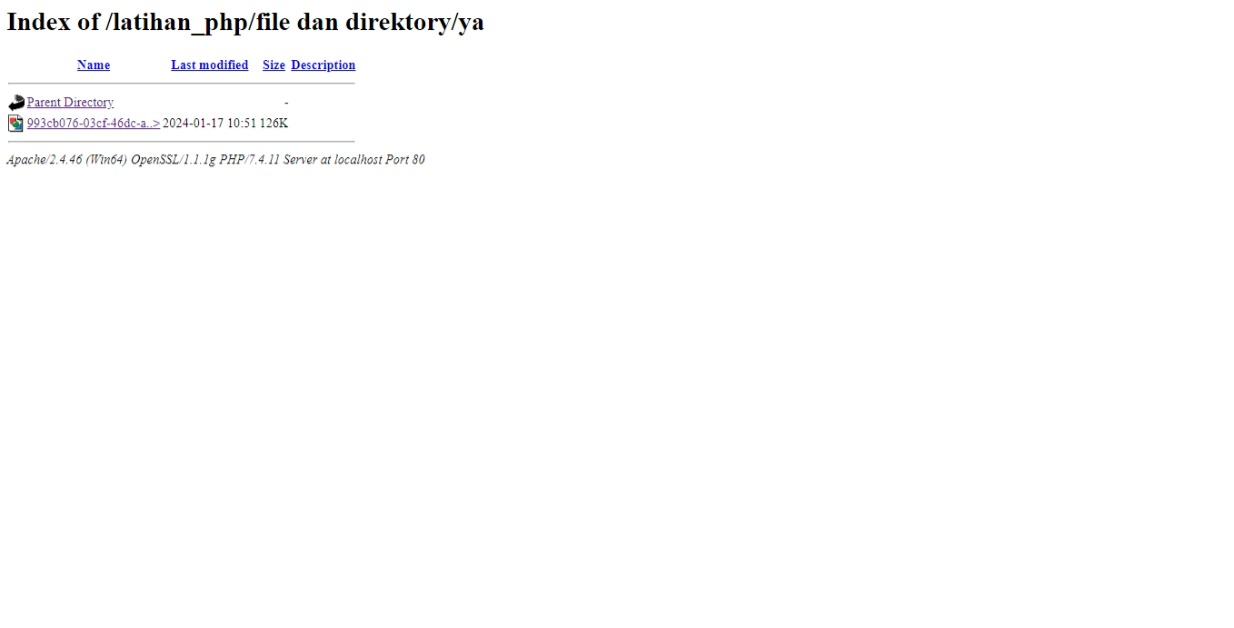 Index of /latihan_php/file dan direktory/ya
Name Last modified Size Description
Parent Directory -
993cb076-03cf-46dc-a..> 2024-01-17 10:51 126K
Apache/2.4.46 (Win64) OpenSSL/1.1.1g PHP/7.4.11 Server at localhost Port 80